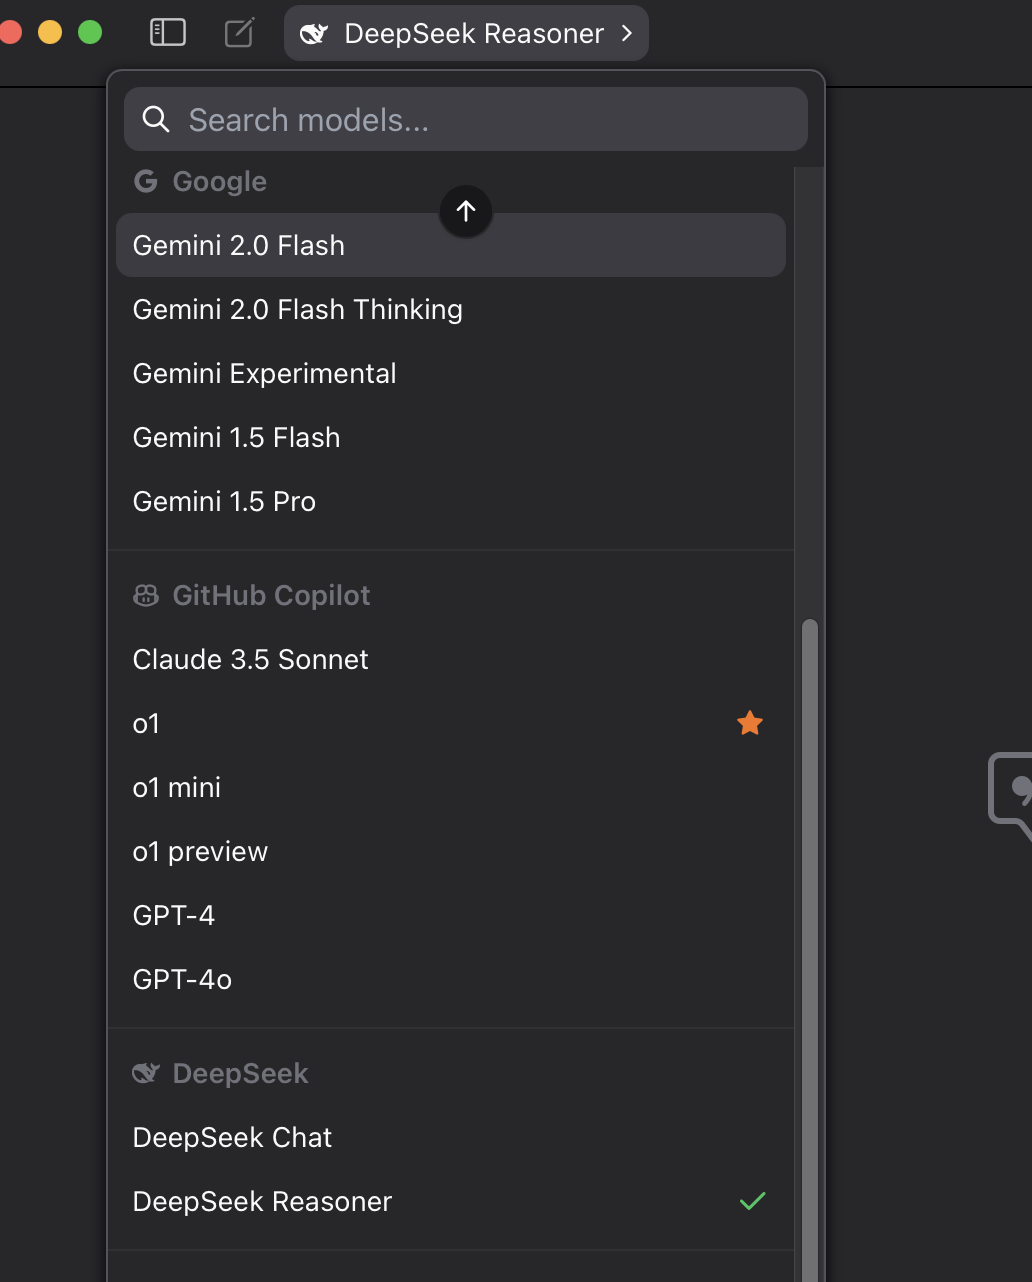 DeepSeek Reasoner
Search models...
Google
Gemini 2.0 Flash
Gemini 2.0 Flash Thinking
Gemini Experimental
Gemini 1.5 Flash
Gemini 1.5 Pro
GitHub Copilot
Claude 3.5 Sonnet
o1
o1 mini
o1 preview
GPT-4
GPT-4o
DeepSeek
DeepSeek Chat
DeepSeek Reasoner